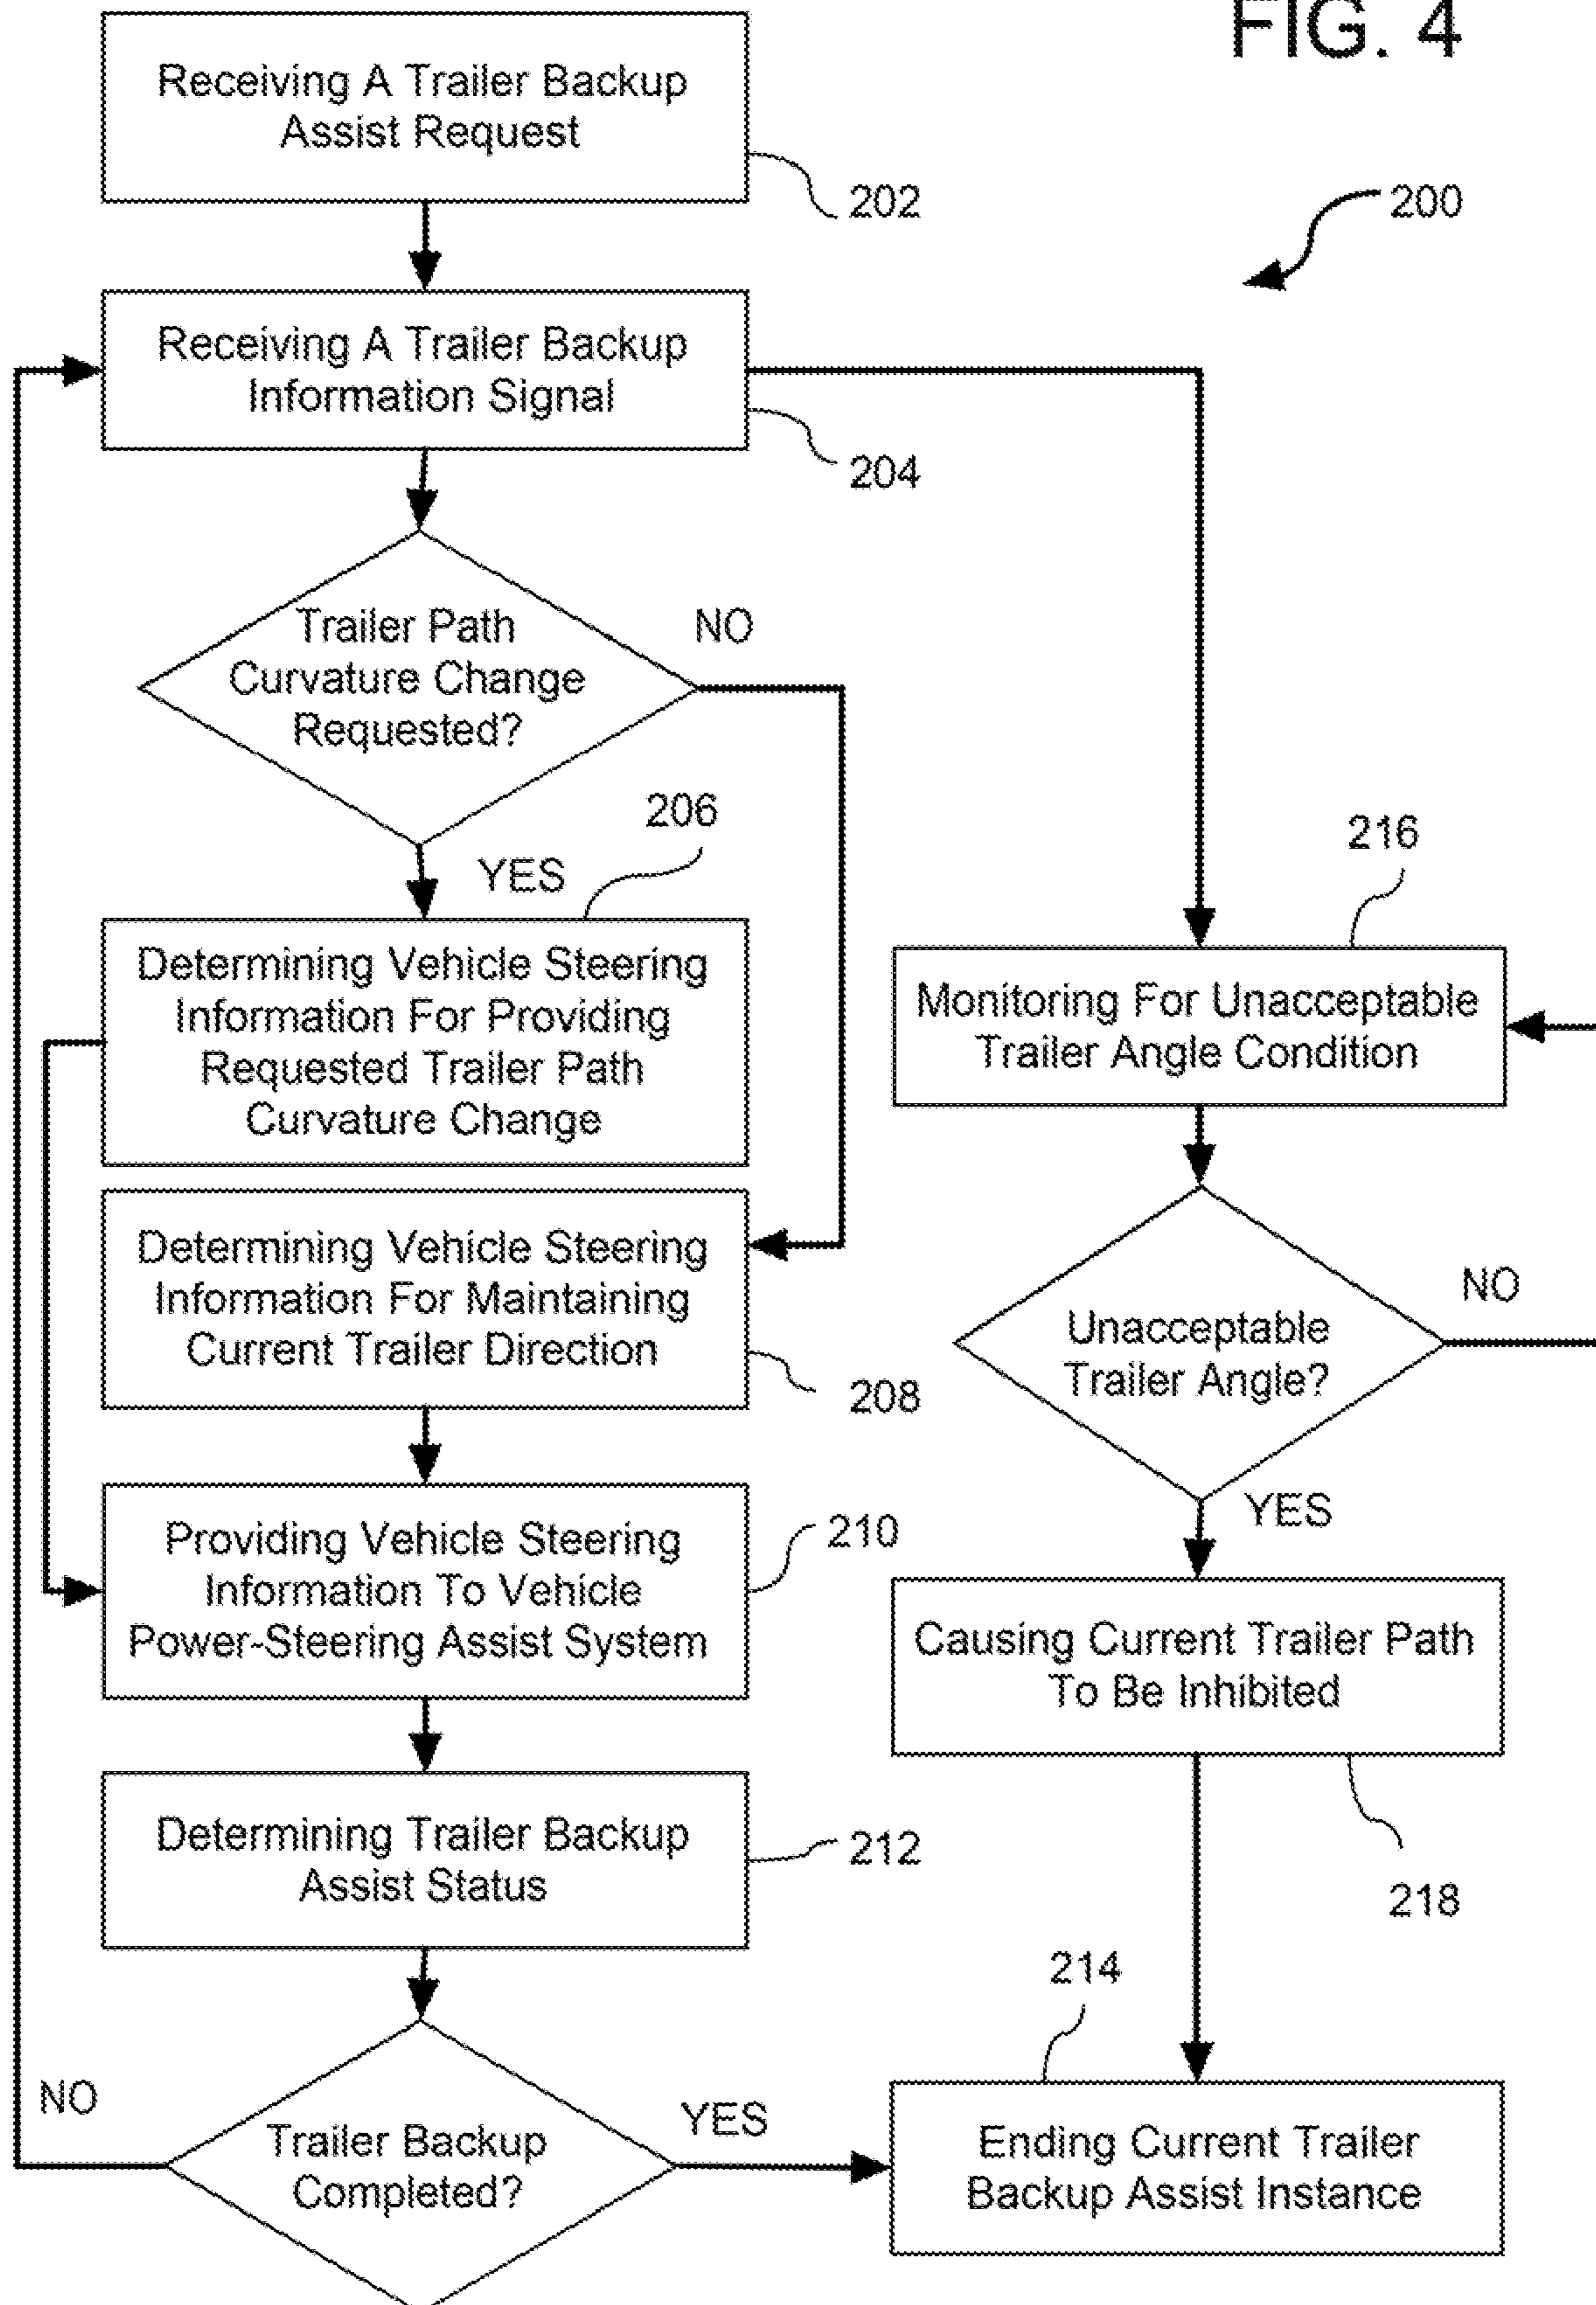 FIG. 4
Receiving A Trailer Backup
Assist Request
202
200
Receiving A Trailer Backup
Information Signal
204
Trailer Path
Curvature Change
Requested?
NO
YES
206
Determining Vehicle Steering
Information For Providing
Requested Trailer Path
Curvature Change
Determining Vehicle Steering
Information For Maintaining
Current Trailer Direction
208
Providing Vehicle Steering
Information To Vehicle
Power-Steering Assist System
210
Determining Trailer Backup
Assist Status
212
Trailer Backup
Completed?
NO
YES
216
Monitoring For Unacceptable
Trailer Angle Condition
Unacceptable
Trailer Angle?
NO
YES
Causing Current Trailer Path
To Be Inhibited
218
214
Ending Current Trailer
Backup Assist Instance